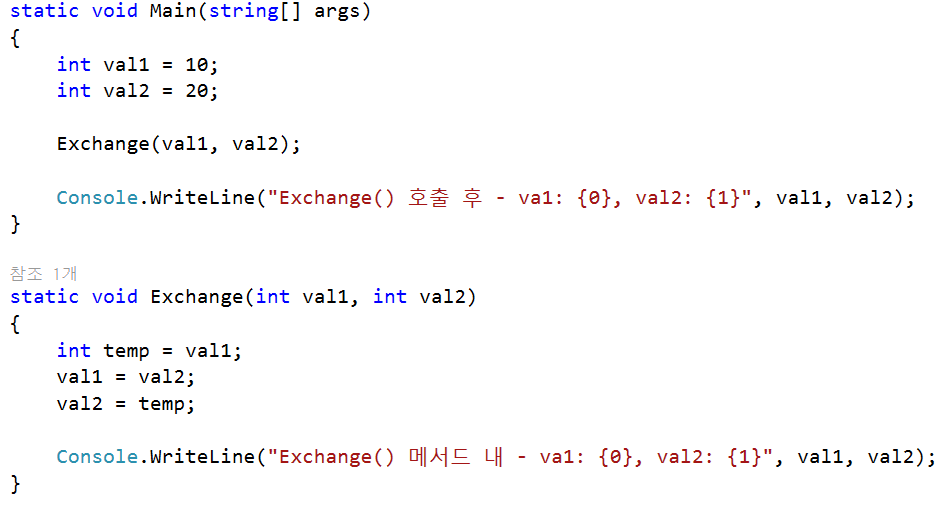 static void Main(string[] args)
{
    int val1 = 10;
    int val2 = 20;

    Exchange(val1, val2);

    Console.WriteLine("Exchange() 호출 후 - va1: {0}, val2: {1}", val1, val2);
}

참조 1개
static void Exchange(int val1, int val2)
{
    int temp = val1;
    val1 = val2;
    val2 = temp;

    Console.WriteLine("Exchange() 메서드 내 - va1: {0}, val2: {1}", val1, val2);
}